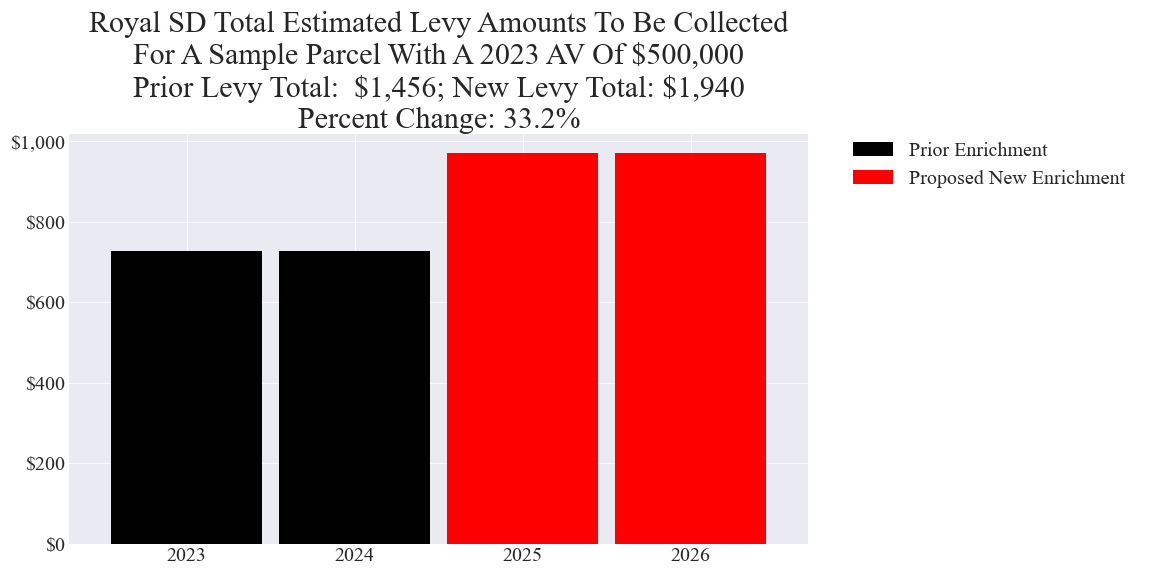 Royal SD Total Estimated Levy Amounts To Be Collected
For A Sample Parcel With A 2023 AV Of $500,000
Prior Levy Total:  $1,456; New Levy Total: $1,940
Percent Change: 33.2%
$1,000
$800
$600
$400
$200
$0
2023
2024
2025
2026
Prior Enrichment
Proposed New Enrichment